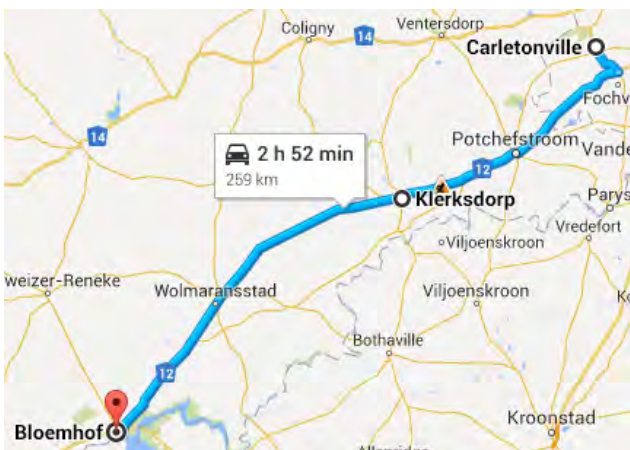 Coligny
14
Ventersdorp
Carletonville
Fochv
14
2 h 52 min
259 km
Potchefstroom
Vande
12
Klerksdorp
Parys
Vredefort
Viljoenskroon
weizer-Reneke
Wolmaransstad
Viljoenskroon
Bothaville
12
Bloemhof
Kroonstad